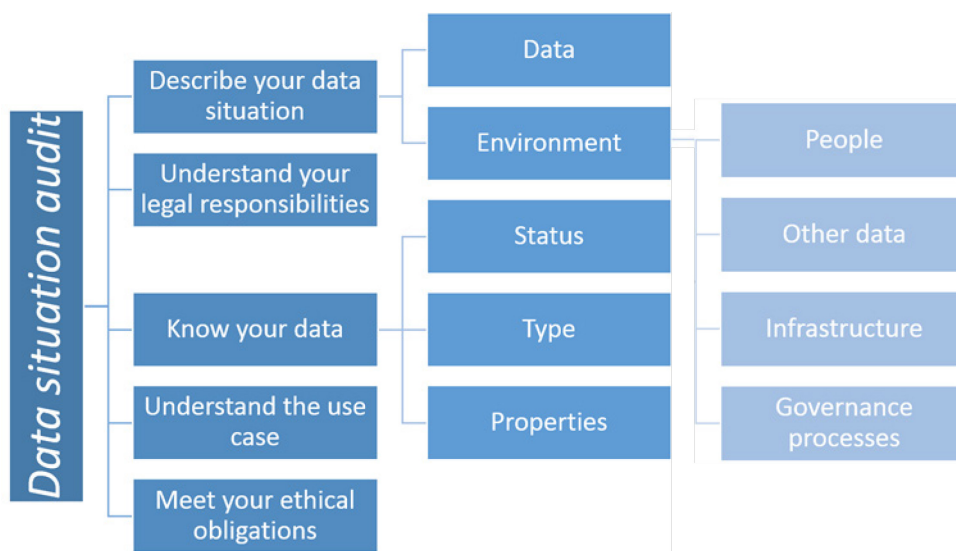 Data situation audit
Describe your data
situation
Understand your
legal responsibilities
Know your data
Understand the use
case
Meet your ethical
obligations
Data
Environment
Status
Type
Properties
People
Other data
Infrastructure
Governance
processes